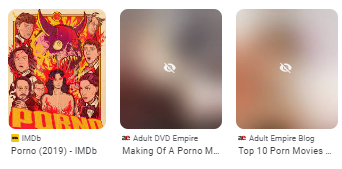 PORNO
IMDb
Porno (2019) - IMDb
Adult DVD Empire
Making Of A Porno M...
Adult Empire Blog
Top 10 Porn Movies ...